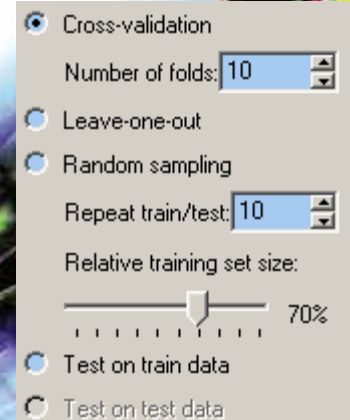 Cross-validation
Number of folds: 10
Leave-one-out
Random sampling
Repeat train/test: 10
Relative training set size:
70%
Test on train data
Test on test data